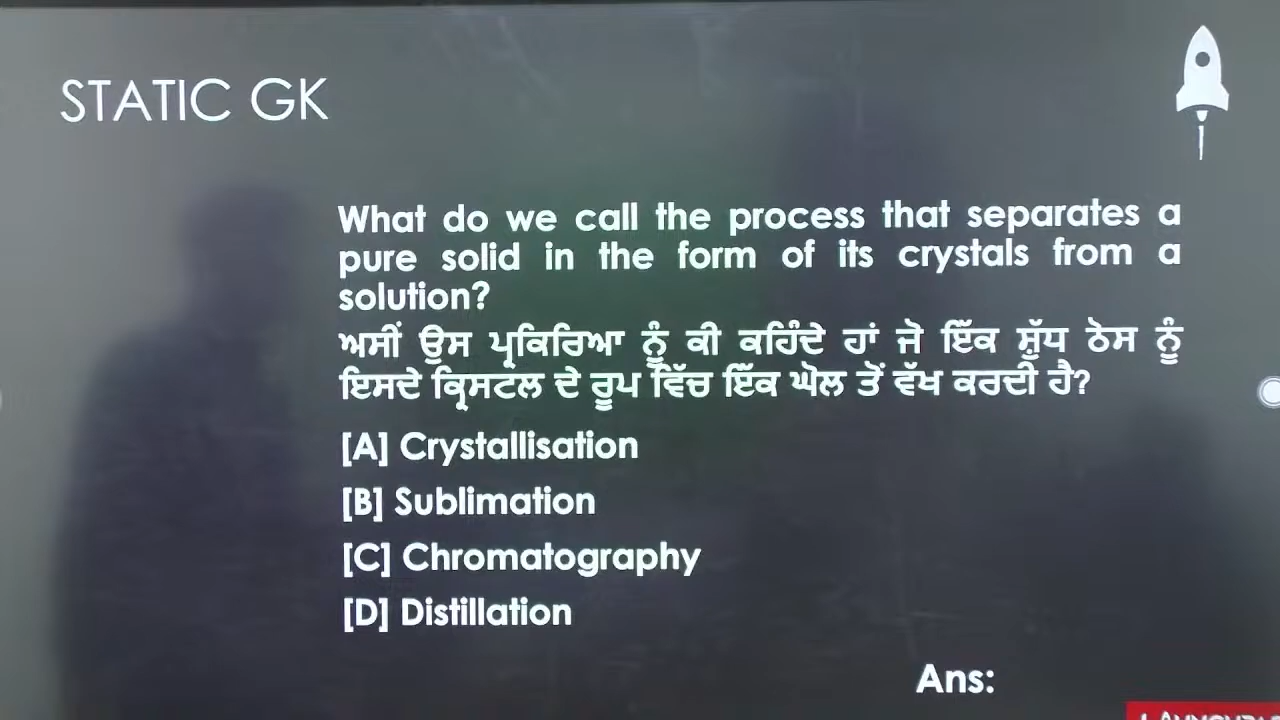 STATIC GK
What do we call the process that separates a
pure solid in the form of its crystals from a
solution?
ਅਸੀਂ ਉਸ ਪ੍ਰਕਿਰਿਆ ਨੂੰ ਕੀ ਕਹਿੰਦੇ ਹਾਂ ਜੋ ਇੱਕ ਸ਼ੁੱਧ ਠੋਸ ਨੂੰ
ਇਸਦੇ ਕ੍ਰਿਸਟਲ ਦੇ ਰੂਪ ਵਿੱਚ ਇੱਕ ਘੋਲ ਤੋਂ ਵੱਖ ਕਰਦੀ ਹੈ?
[A] Crystallisation
[B] Sublimation
[C] Chromatography
[D] Distillation
Ans: